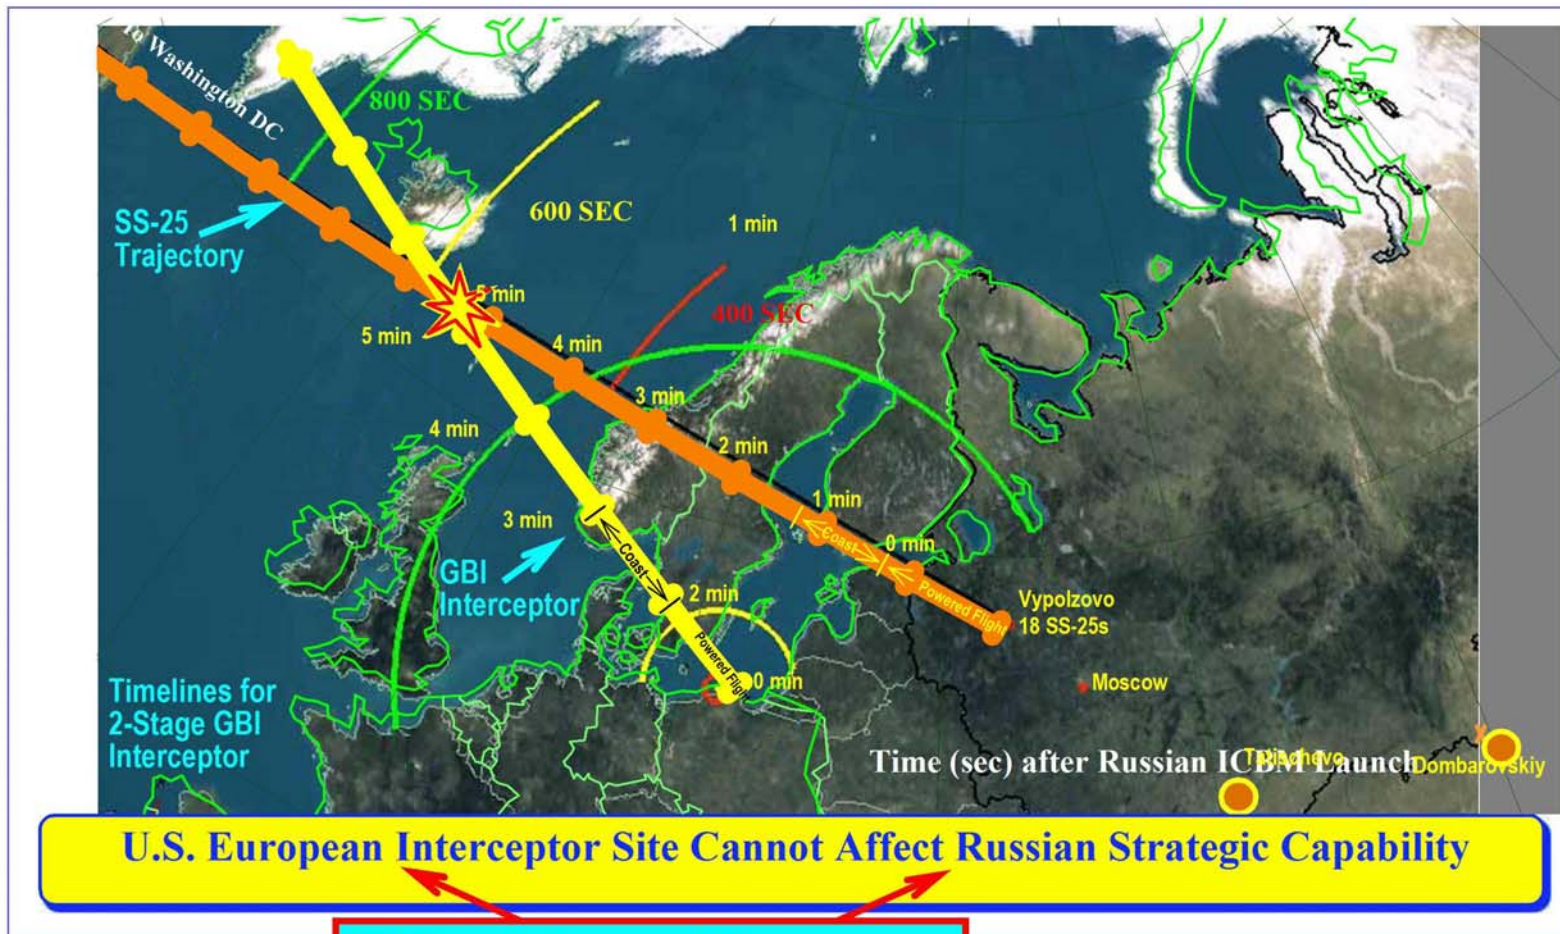 To Washington DC
800 SEC
600 SEC
1 min
SS-25
Trajectory
400 SEC
5 min
5 min
4 min
3 min
4 min
2 min
3 min
1 min
Coast
0 min
Powered Flight
Vypolzovo
18 SS-25s
GBI
Interceptor
Coast
2 min
Powered Flight
0 min
Moscow
Timelines for
2-Stage GBI
Interceptor
Time (sec) after Russian ICBM Launch
Tatischevo
Dombarovskiy
U.S. European Interceptor Site Cannot Affect Russian Strategic Capability